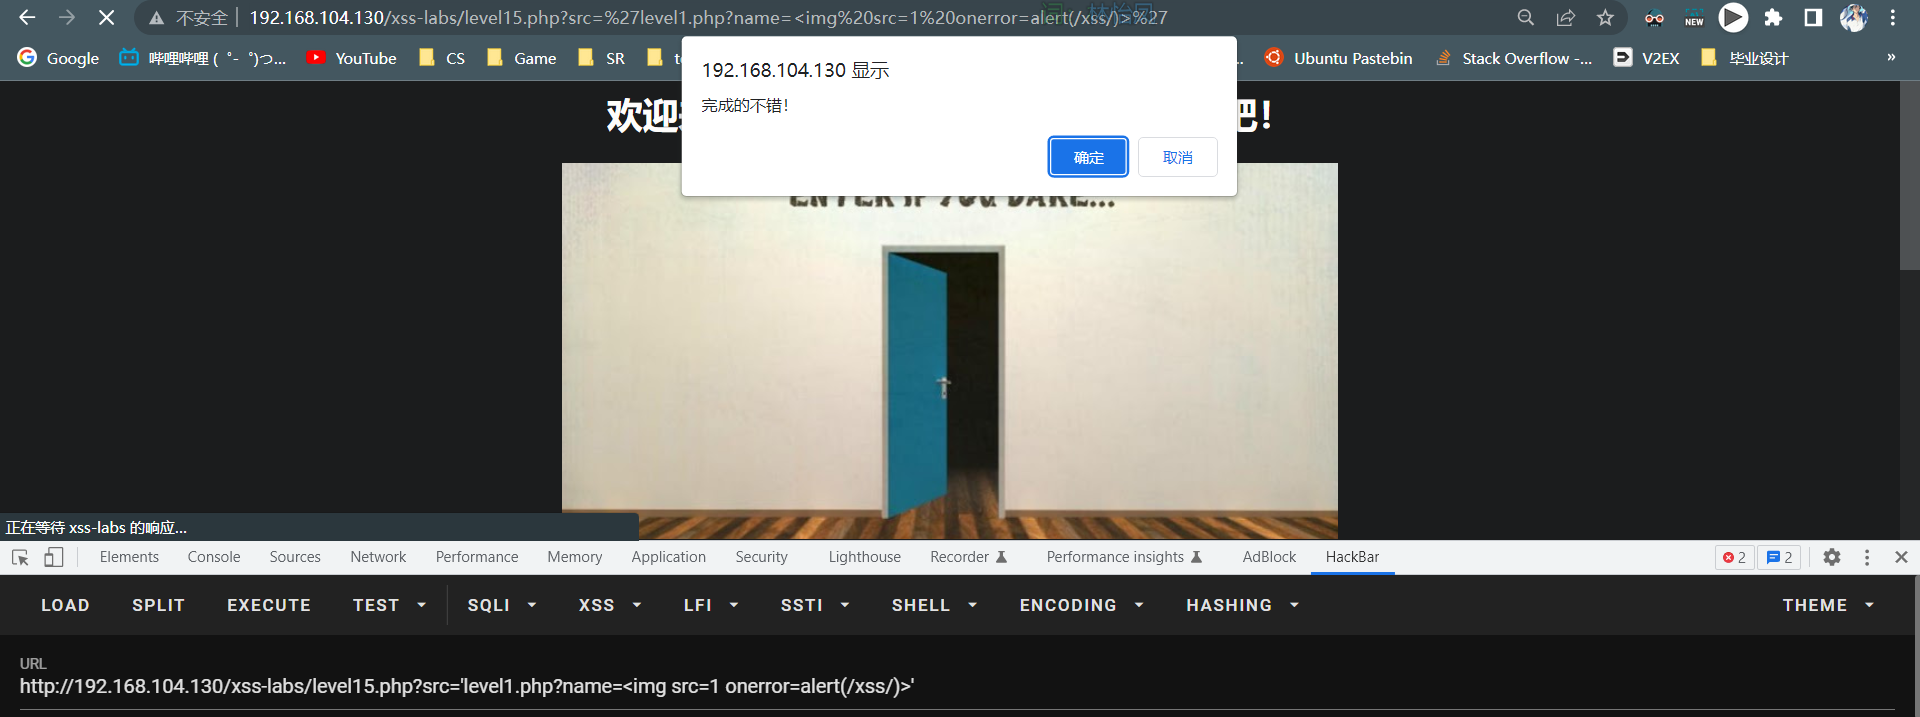 不安全 192.168.104.130/xss-labs/level15.php?src=%27level1.php?name=<img%20src=1%20onerror=alert(/xss/)>%27
NEW
Google 哔哩哔哩 (゜-゜)つ... YouTube CS Game SR Ubuntu Pastebin Stack Overflow -... V2EX 毕业设计 »
192.168.104.130 显示
完成的不错!
确定 取消
欢迎 吧!
ENTER IF YOU DARE...
正在等待 xss-labs 的响应...
Elements Console Sources Network Performance Memory Application Security Lighthouse Recorder Performance insights AdBlock HackBar 2 2
LOAD SPLIT EXECUTE TEST SQLI XSS LFI SSTI SHELL ENCODING HASHING THEME
URL
http://192.168.104.130/xss-labs/level15.php?src='level1.php?name=<img src=1 onerror=alert(/xss/)>'